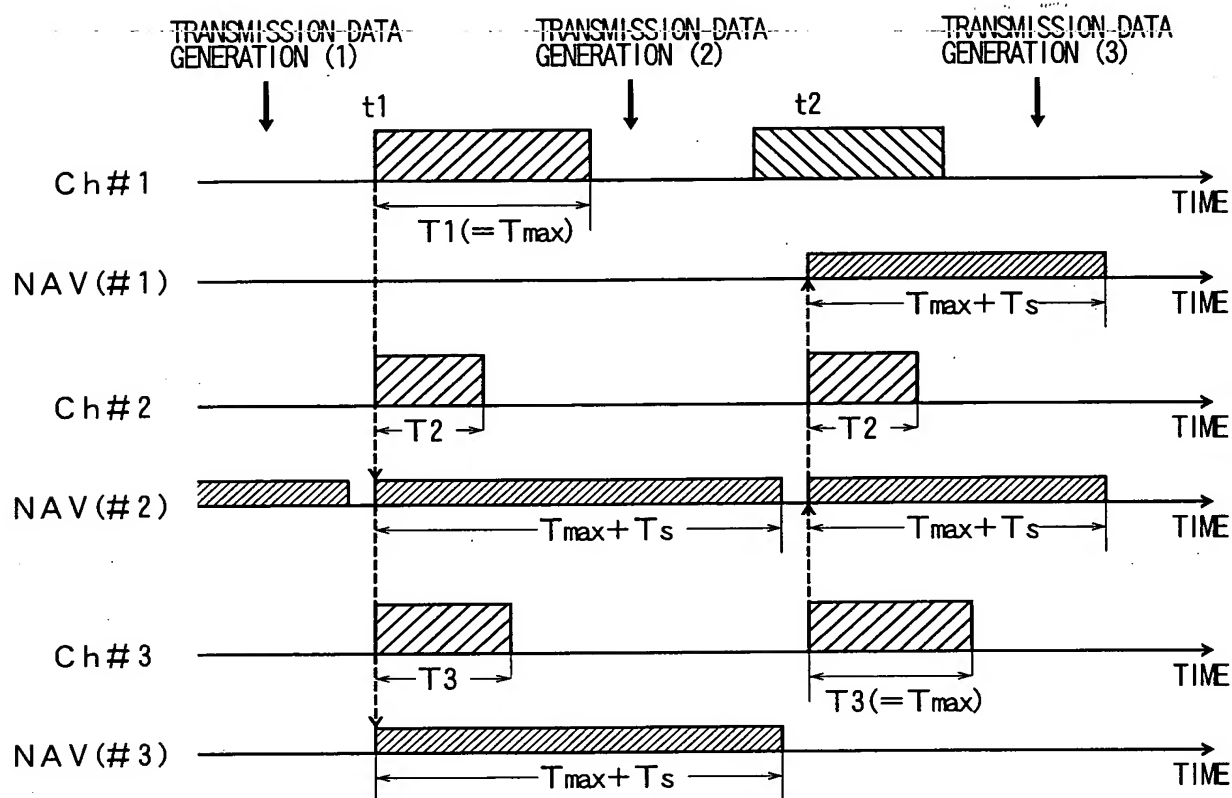 TRANSMISSION-DATA
GENERATION (1)
TRANSMISSION-DATA
GENERATION (2)
TRANSMISSION-DATA
GENERATION (3)
t1
t2
Ch#1
TIME
T1(=Tmax)
NAV(#1)
TIME
Tmax+Ts
Ch#2
TIME
T2
T2
NAV(#2)
TIME
Tmax+Ts
Tmax+Ts
Ch#3
TIME
T3
T3(=Tmax)
NAV(#3)
TIME
Tmax+Ts